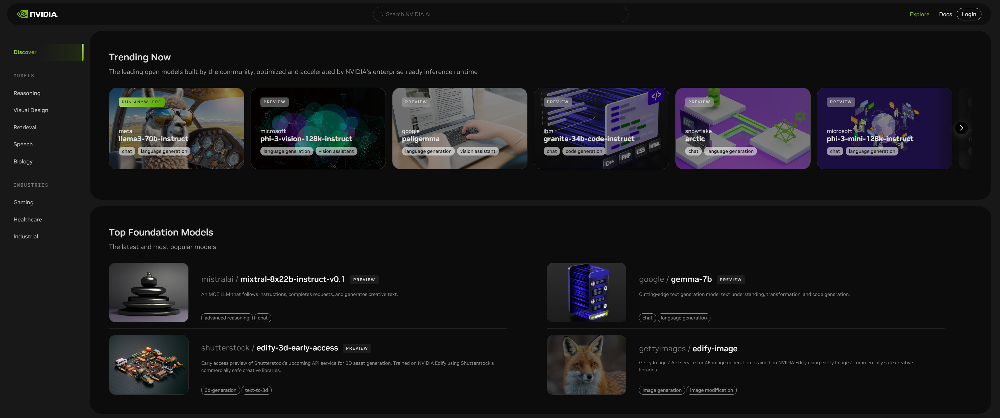 NVIDIA.
Search NVIDIA AI
Explore
Docs
Login
Discover
MODELS
Reasoning
Visual Design
Retrieval
Speech
Biology
INDUSTRIES
Gaming
Healthcare
Industrial
Trending Now
The leading open models built by the community, optimized and accelerated by NVIDIA's enterprise-ready inference runtime
RUN ANYWHERE
meta
llama3-70b-instruct
chat language generation
PREVIEW
microsoft
phi-3-vision-128k-instruct
language generation vision assistant
PREVIEW
google
paligemma
language generation vision assistant
PREVIEW
</>
ibm
granite-34b-code-instruct
chat code generation
C++ PHP CSS HTML
PREVIEW
snowflake
arctic
chat language generation
PREVIEW
microsoft
phi-3-mini-128k-instruct
chat language generation
Top Foundation Models
The latest and most popular models
mistralai / mixtral-8x22b-instruct-v0.1 PREVIEW
An MOE LLM that follows instructions, completes requests, and generates creative text.
advanced reasoning chat
google / gemma-7b PREVIEW
Cutting-edge text generation model text understanding, transformation, and code generation.
chat language generation
shutterstock / edify-3d-early-access PREVIEW
Early access preview of Shutterstock's upcoming API service for 3D asset generation. Trained on NVIDIA Edify using Shutterstock's
commercially safe creative libraries.
3d-generation text-to-3d
gettyimages / edify-image
Getty Images' API service for 4K image generation. Trained on NVIDIA Edify using Getty Images' commercially safe creative
libraries.
image generation image modification